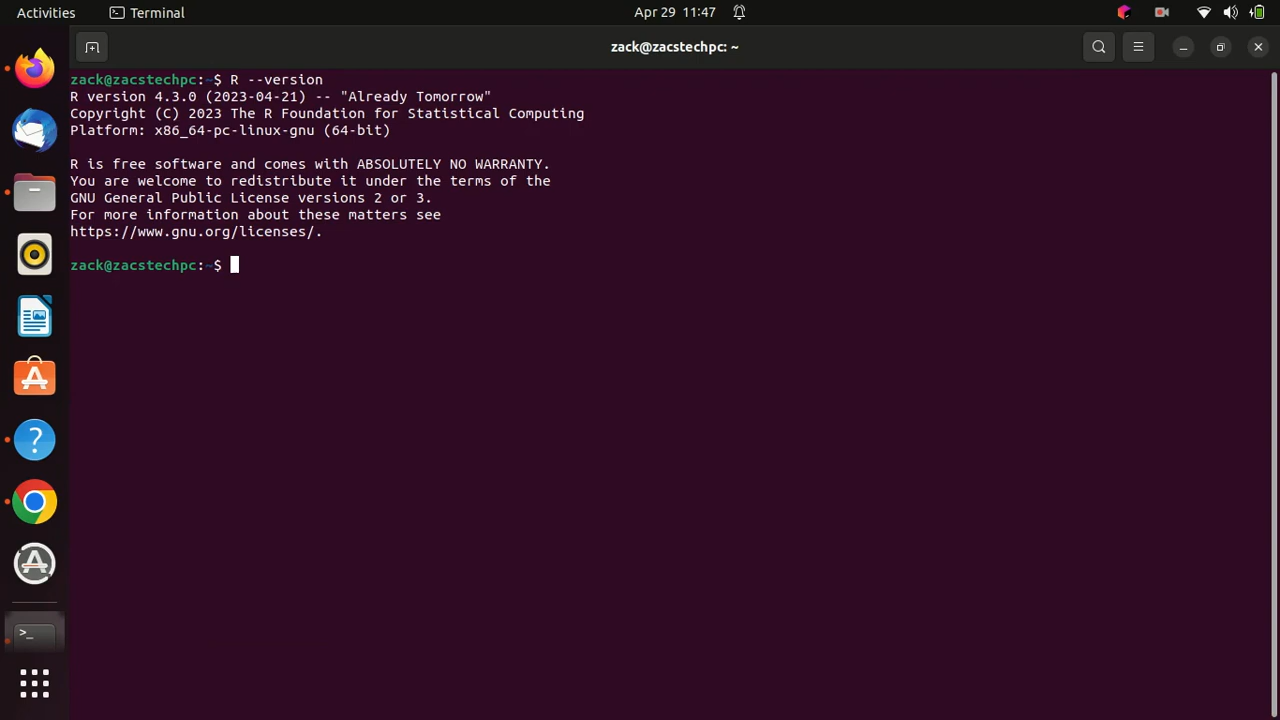 Activities Terminal Apr 29 11:47
zack@zacstechpc: ~
zack@zacstechpc:~$ R --version
R version 4.3.0 (2023-04-21) -- "Already Tomorrow"
Copyright (C) 2023 The R Foundation for Statistical Computing
Platform: x86_64-pc-linux-gnu (64-bit)
R is free software and comes with ABSOLUTELY NO WARRANTY.
You are welcome to redistribute it under the terms of the
GNU General Public License versions 2 or 3.
For more information about these matters see
https://www.gnu.org/licenses/.
zack@zacstechpc:~$